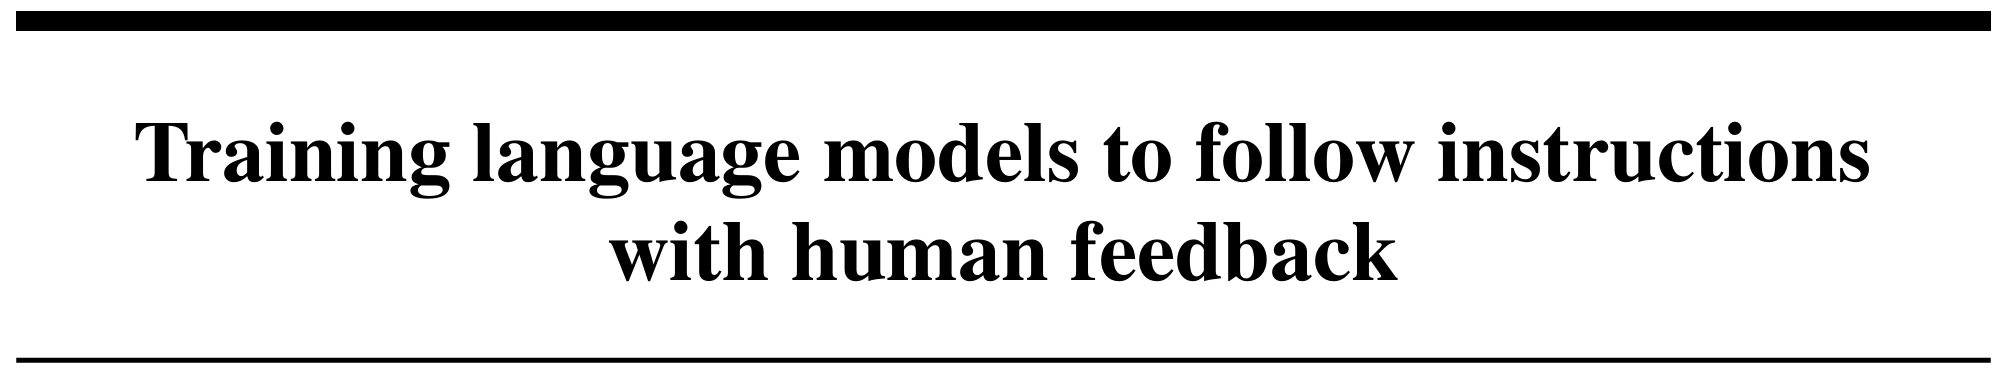 Training language models to follow instructions
with human feedback